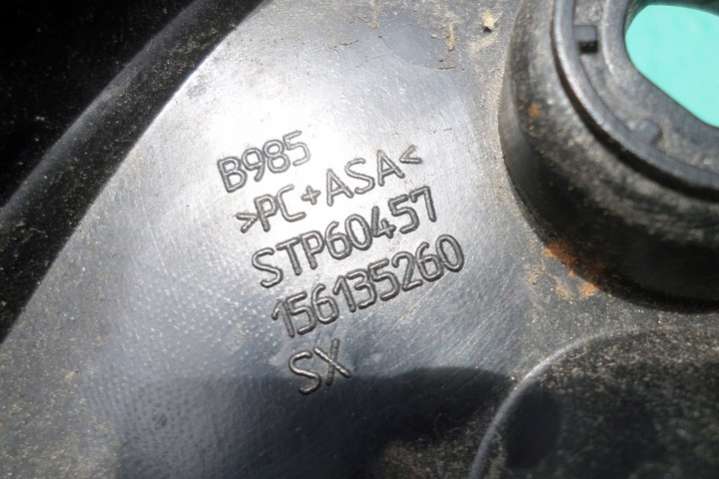 B985
>PC+ASA<
STP60457
156135260
SX